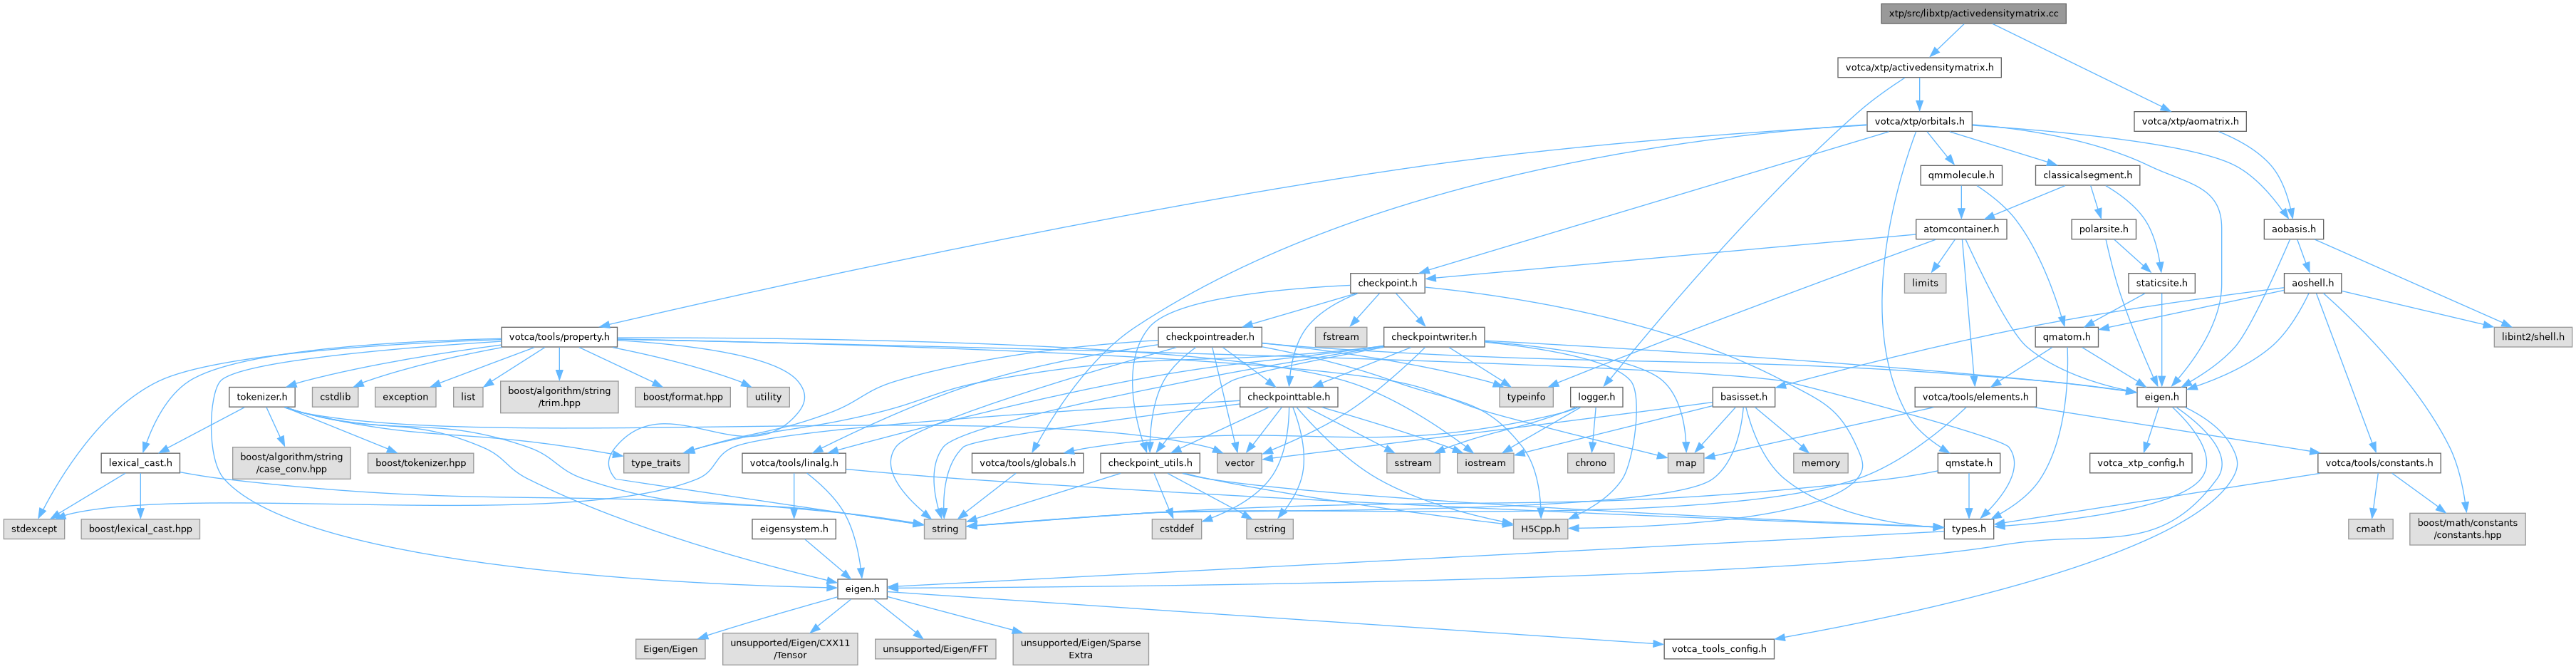 xtp/src/libxtp/activedensitymatrix.cc
votca/xtp/activedensitymatrix.h
votca/xtp/orbitals.h
votca/xtp/aomatrix.h
qmmolecule.h
classicalsegment.h
atomcontainer.h
polarsite.h
aobasis.h
checkpoint.h
limits
staticsite.h
aoshell.h
votca/tools/property.h
checkpointreader.h
fstream
checkpointwriter.h
qmatom.h
libint2/shell.h
tokenizer.h
cstdlib
exception
list
boost/algorithm/string
/trim.hpp
boost/format.hpp
utility
checkpointtable.h
typeinfo
logger.h
basisset.h
votca/tools/elements.h
eigen.h
lexical_cast.h
boost/algorithm/string
/case_conv.hpp
boost/tokenizer.hpp
type_traits
votca/tools/linalg.h
votca/tools/globals.h
checkpoint_utils.h
vector
sstream
iostream
chrono
map
memory
qmstate.h
votca_xtp_config.h
votca/tools/constants.h
stdexcept
boost/lexical_cast.hpp
eigensystem.h
string
cstddef
cstring
H5Cpp.h
types.h
cmath
boost/math/constants
/constants.hpp
eigen.h
Eigen/Eigen
unsupported/Eigen/CXX11
/Tensor
unsupported/Eigen/FFT
unsupported/Eigen/Sparse
Extra
votca_tools_config.h